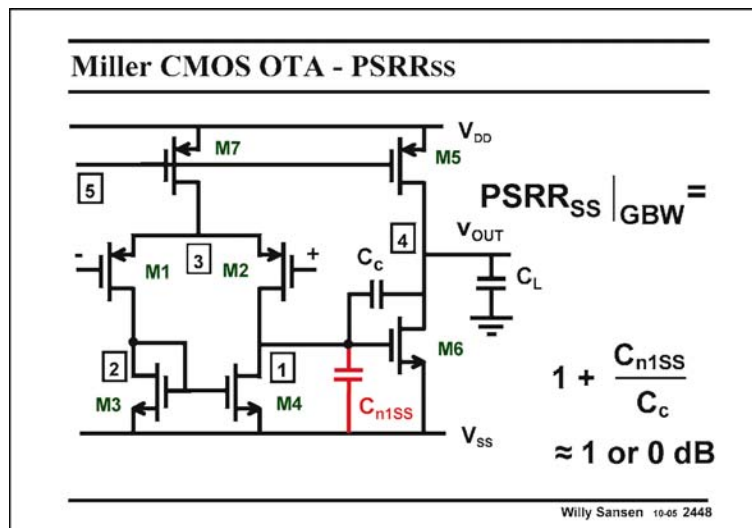 Miller CMOS OTA - PSRRSS
VDD
M7
M5
5
PSRRSS | GBW =
4
vOUT
- M1
3
M2 +
Cc
CL
M6
2
1
M3
M4
Cn1SS
1 + Cn1SS
Cc
VSS
≈ 1 or 0 dB
Willy Sansen 10-05 2448